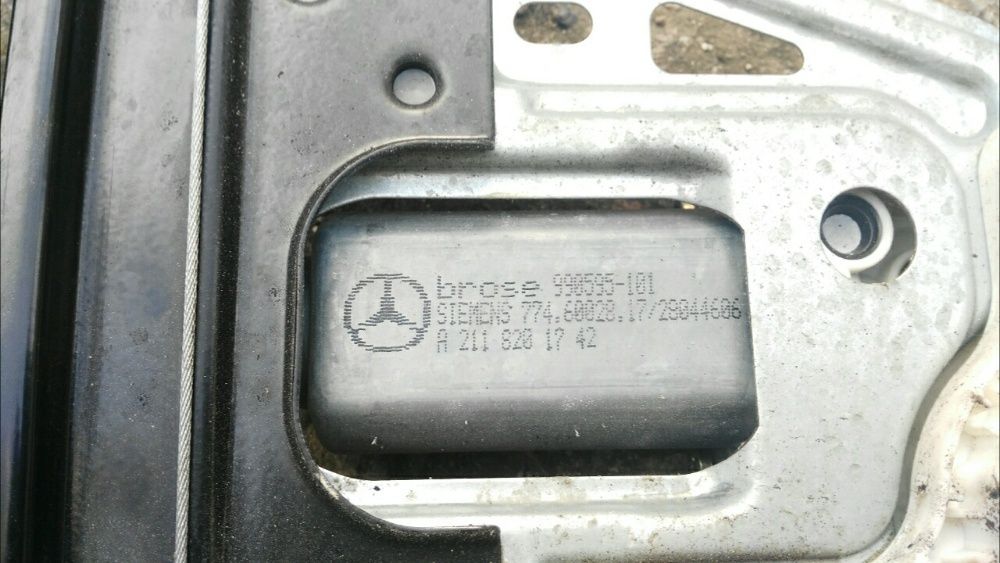 brose 990595-101
SIEMENS 774.60028.17/28044606
A 211 820 17 42